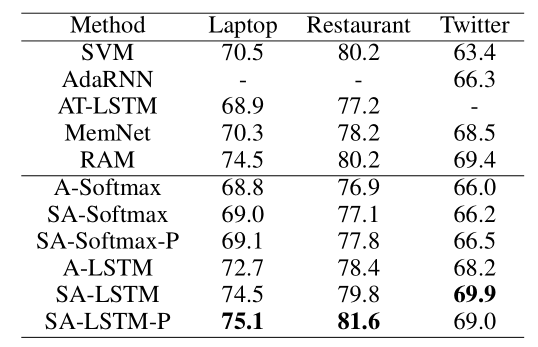 Method Laptop Restaurant Twitter
SVM 70.5 80.2 63.4
AdaRNN - - 66.3
AT-LSTM 68.9 77.2 -
MemNet 70.3 78.2 68.5
RAM 74.5 80.2 69.4
A-Softmax 68.8 76.9 66.0
SA-Softmax 69.0 77.1 66.2
SA-Softmax-P 69.1 77.8 66.5
A-LSTM 72.7 78.4 68.2
SA-LSTM 74.5 79.8 69.9
SA-LSTM-P 75.1 81.6 69.0